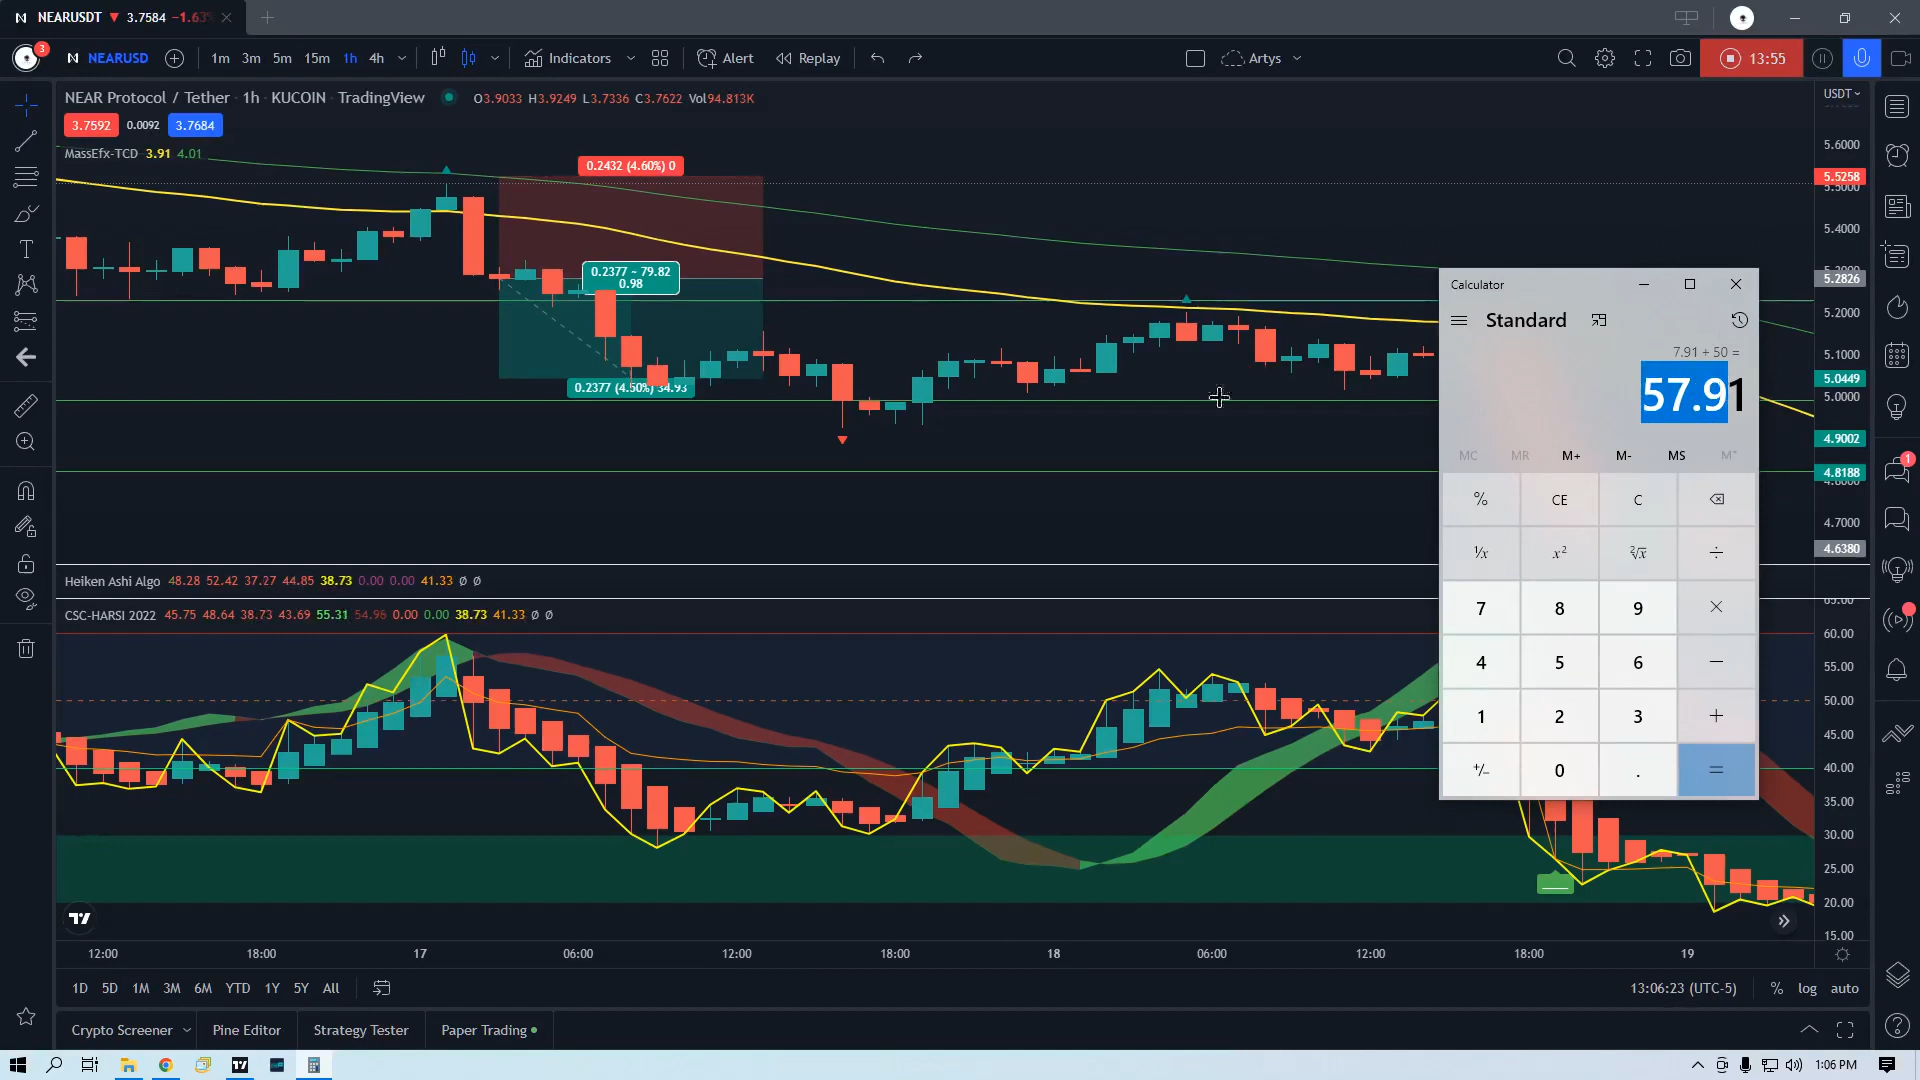 NEARUSDT ▼ 3.7584 −1.63%
3
NEARUSD 1m 3m 5m 15m 1h 4h Indicators Alert Replay Artys 13:55
NEAR Protocol / Tether · 1h · KUCOIN · TradingView O3.9033 H3.9249 L3.7336 C3.7622 Vol94.813K
3.7592 0.0092 3.7684
MassEfx-TCD 3.91 4.01
0.2432 (4.60%) 0
0.2377 ~ 79.82
0.98
0.2377 (4.50%) 34.93
USDT
5.6000
5.5258
5.5000
5.4000
5.2826
5.2000
5.1000
5.0449
5.0000
4.9002
4.8188
4.7000
4.6380
Calculator
Standard
7.91 + 50 =
57.91
MC MR M+ M- MS
% CE C
¹/x x² ²√x ÷
7 8 9 ×
4 5 6 −
1 2 3 +
+/− 0 . =
1
Heiken Ashi Algo 48.28 52.42 37.27 44.85 38.73 0.00 0.00 41.33 ∅ ∅
CSC-HARSI 2022 45.75 48.64 38.73 43.69 55.31 54.96 0.00 0.00 38.73 41.33 ∅ ∅
65.00
60.00
55.00
50.00
45.00
40.00
35.00
30.00
25.00
20.00
15.00
12:00 18:00 17 06:00 12:00 18:00 18 06:00 12:00 18:00 19
1D 5D 1M 3M 6M YTD 1Y 5Y All 13:06:23 (UTC-5) % log auto
Crypto Screener Pine Editor Strategy Tester Paper Trading
1:06 PM